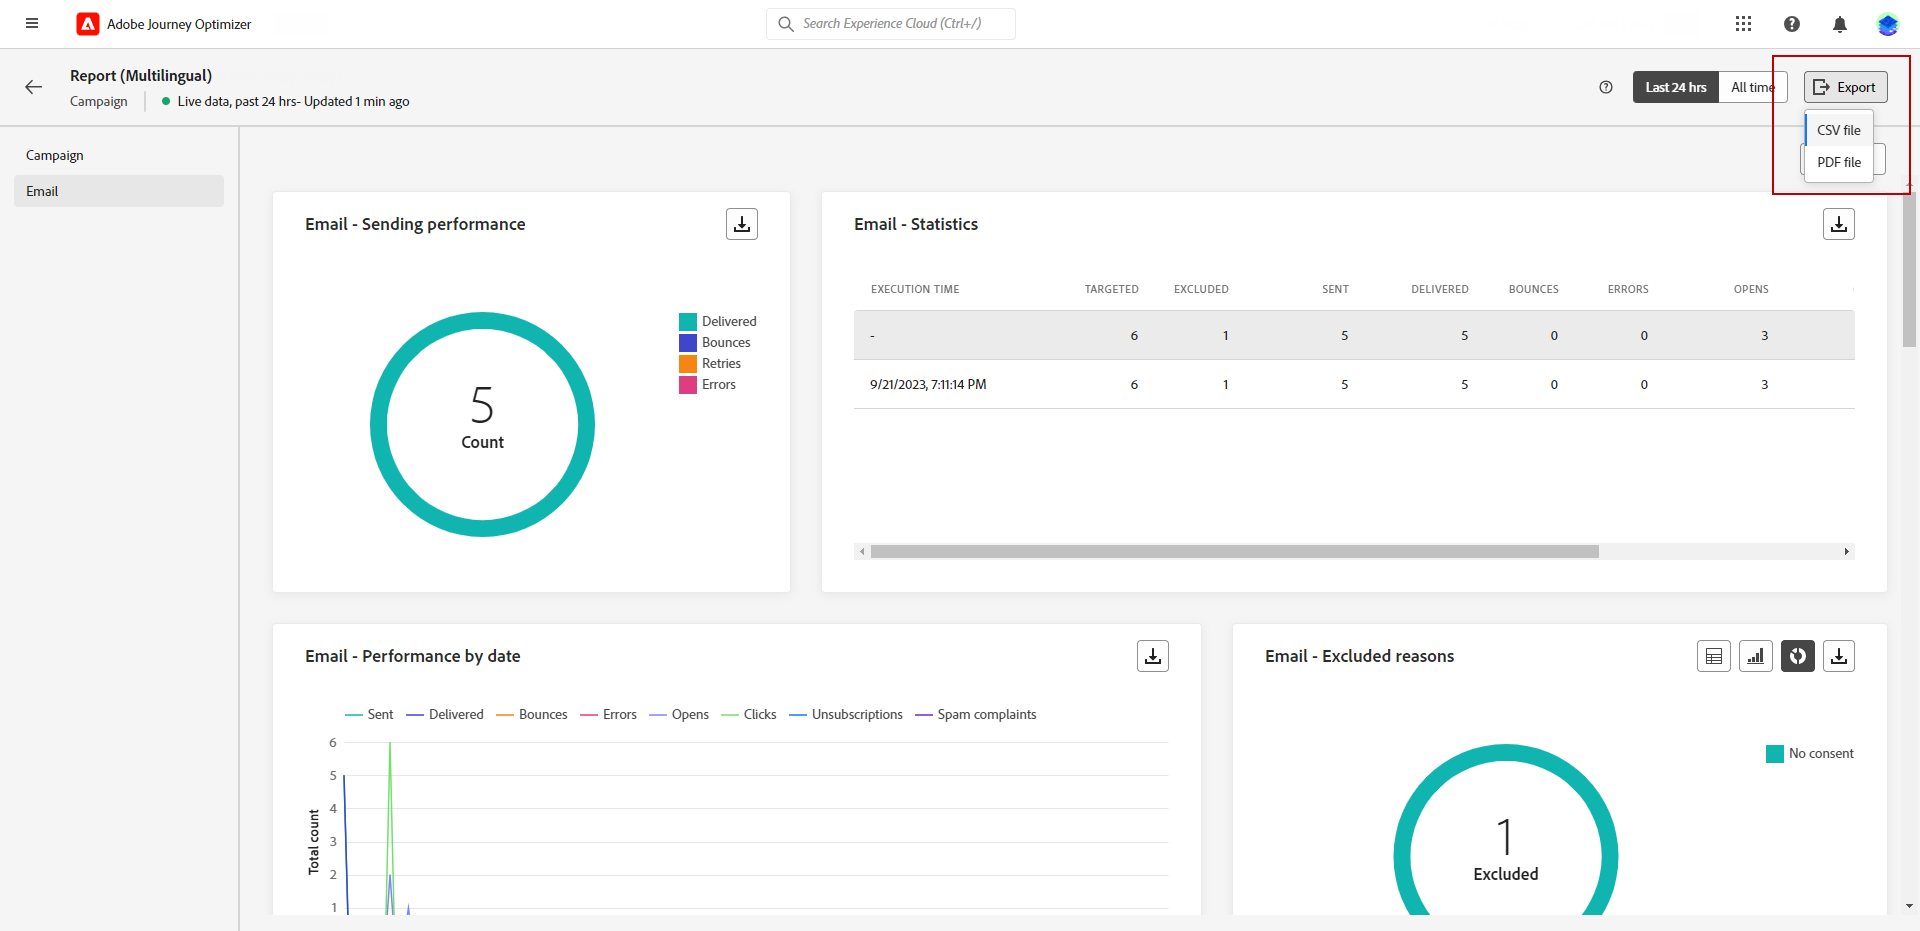 Adobe Journey Optimizer
Search Experience Cloud (Ctrl+/)
Report (Multilingual)
Campaign
Live data, past 24 hrs- Updated 1 min ago
Last 24 hrs
All time
Export
CSV file
PDF file
Campaign
Email
Email - Sending performance
5
Count
Delivered
Bounces
Retries
Errors
Email - Statistics
EXECUTION TIME TARGETED EXCLUDED SENT DELIVERED BOUNCES ERRORS OPENS
- 6 1 5 5 0 0 3
9/21/2023, 7:11:14 PM 6 1 5 5 0 0 3
Email - Performance by date
Sent Delivered Bounces Errors Opens Clicks Unsubscriptions Spam complaints
Total count
6
5
4
3
2
1
Email - Excluded reasons
No consent
1
Excluded